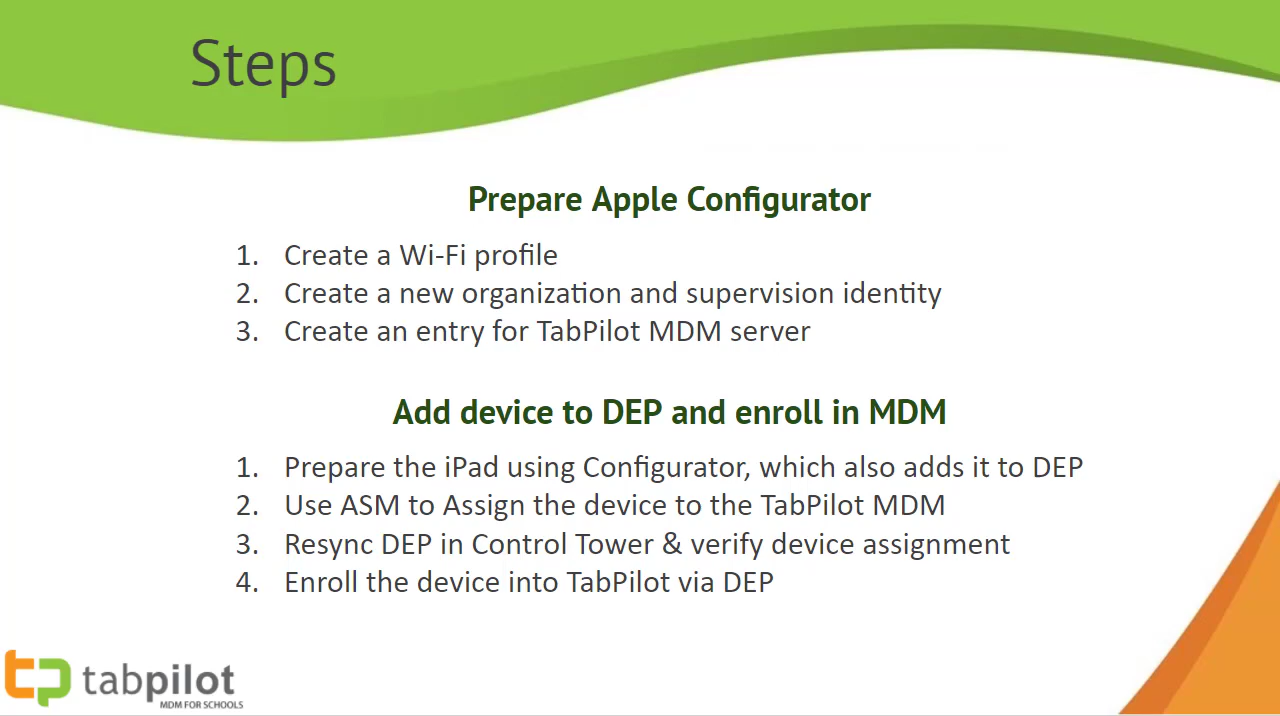 Steps
Prepare Apple Configurator
1. Create a Wi-Fi profile
2. Create a new organization and supervision identity
3. Create an entry for TabPilot MDM server
Add device to DEP and enroll in MDM
1. Prepare the iPad using Configurator, which also adds it to DEP
2. Use ASM to Assign the device to the TabPilot MDM
3. Resync DEP in Control Tower & verify device assignment
4. Enroll the device into TabPilot via DEP
tp tabpilot
MDM FOR SCHOOLS